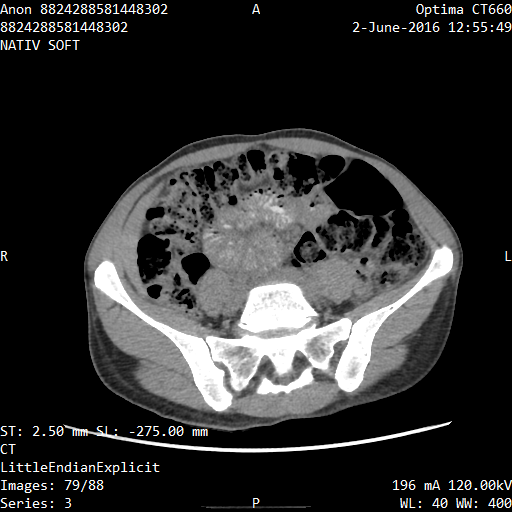 Anon 8824288581448302 A Optima CT660
8824288581448302 2-June-2016 12:55:49
NATIV SOFT
R L
ST: 2.50 mm SL: -275.00 mm
CT
LittleEndianExplicit
Images: 79/88 196 mA 120.00kV
Series: 3 P WL: 40 WW: 400